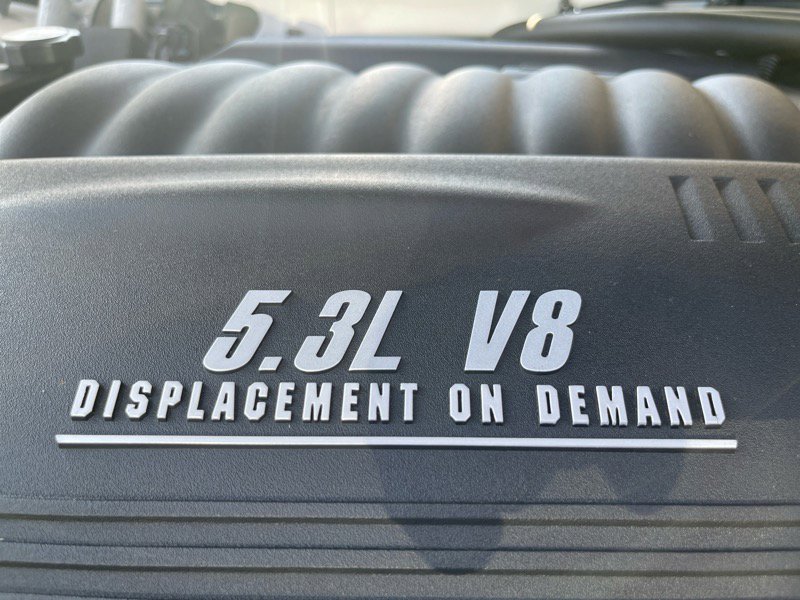 5.3L V8
DISPLACEMENT ON DEMAND